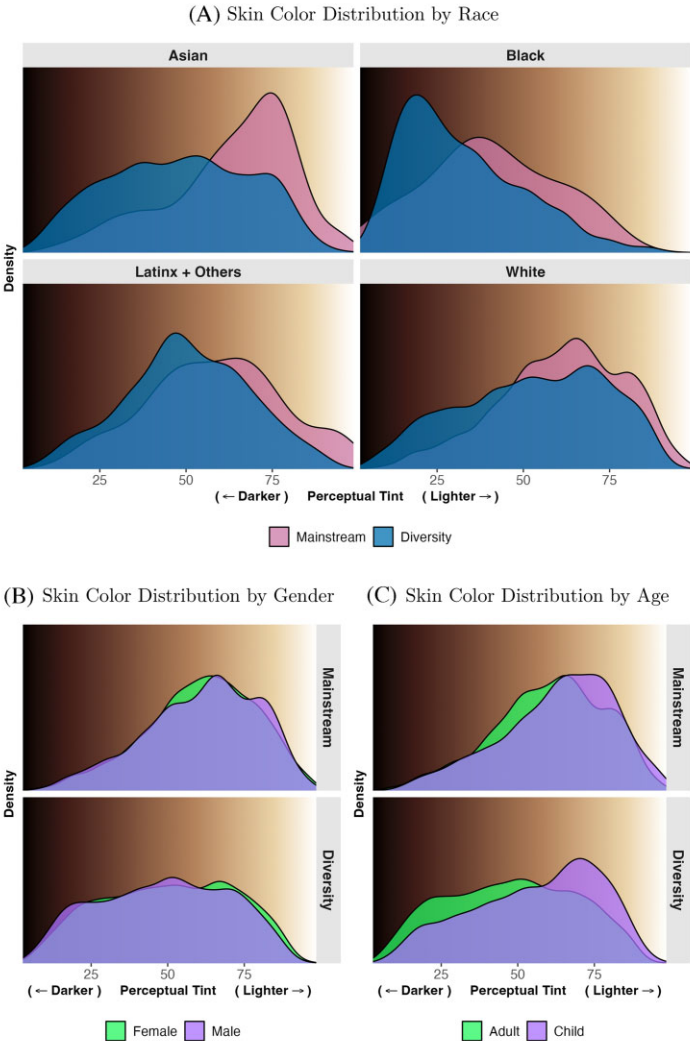 (A) Skin Color Distribution by Race
Asian
Black
Latinx + Others
White
Density
25 50 75
25 50 75
(← Darker ) Perceptual Tint ( Lighter →)
Mainstream Diversity
(B) Skin Color Distribution by Gender
(C) Skin Color Distribution by Age
Mainstream
Diversity
Density
25 50 75
(← Darker ) Perceptual Tint ( Lighter →)
Female Male
Mainstream
Diversity
Density
25 50 75
(← Darker ) Perceptual Tint ( Lighter →)
Adult Child